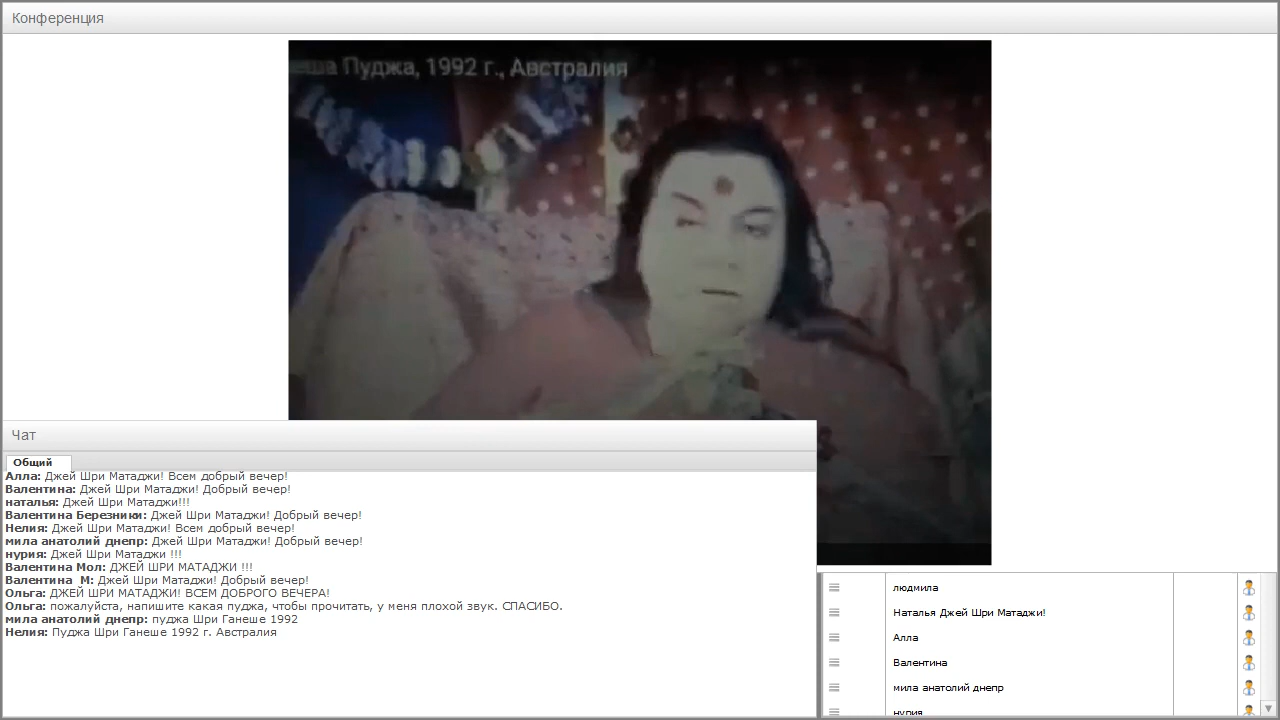 Конференция
еша Пуджа, 1992 г., Австралия
Чат
Общий
Алла: Джей Шри Матаджи! Всем добрый вечер!
Валентина: Джей Шри Матаджи! Добрый вечер!
наталья: Джей Шри Матаджи!!!
Валентина Березники: Джей Шри Матаджи! Добрый вечер!
Нелия: Джей Шри Матаджи! Всем добрый вечер!
мила анатолий днепр: Джей Шри Матаджи! Добрый вечер!
нурия: Джей Шри Матаджи !!!
Валентина Мол: ДЖЕЙ ШРИ МАТАДЖИ !!!
Валентина_М: Джей Шри Матаджи! Добрый вечер!
Ольга: ДЖЕЙ ШРИ МАТАДЖИ! ВСЕМ ДОБРОГО ВЕЧЕРА!
Ольга: пожалуйста, напишите какая пуджа, чтобы прочитать, у меня плохой звук. СПАСИБО.
мила анатолий днепр: пуджа Шри Ганеше 1992
Нелия: Пуджа Шри Ганеше 1992 г. Австралия
людмила
Наталья Джей Шри Матаджи!
Алла
Валентина
мила анатолий днепр
нурия